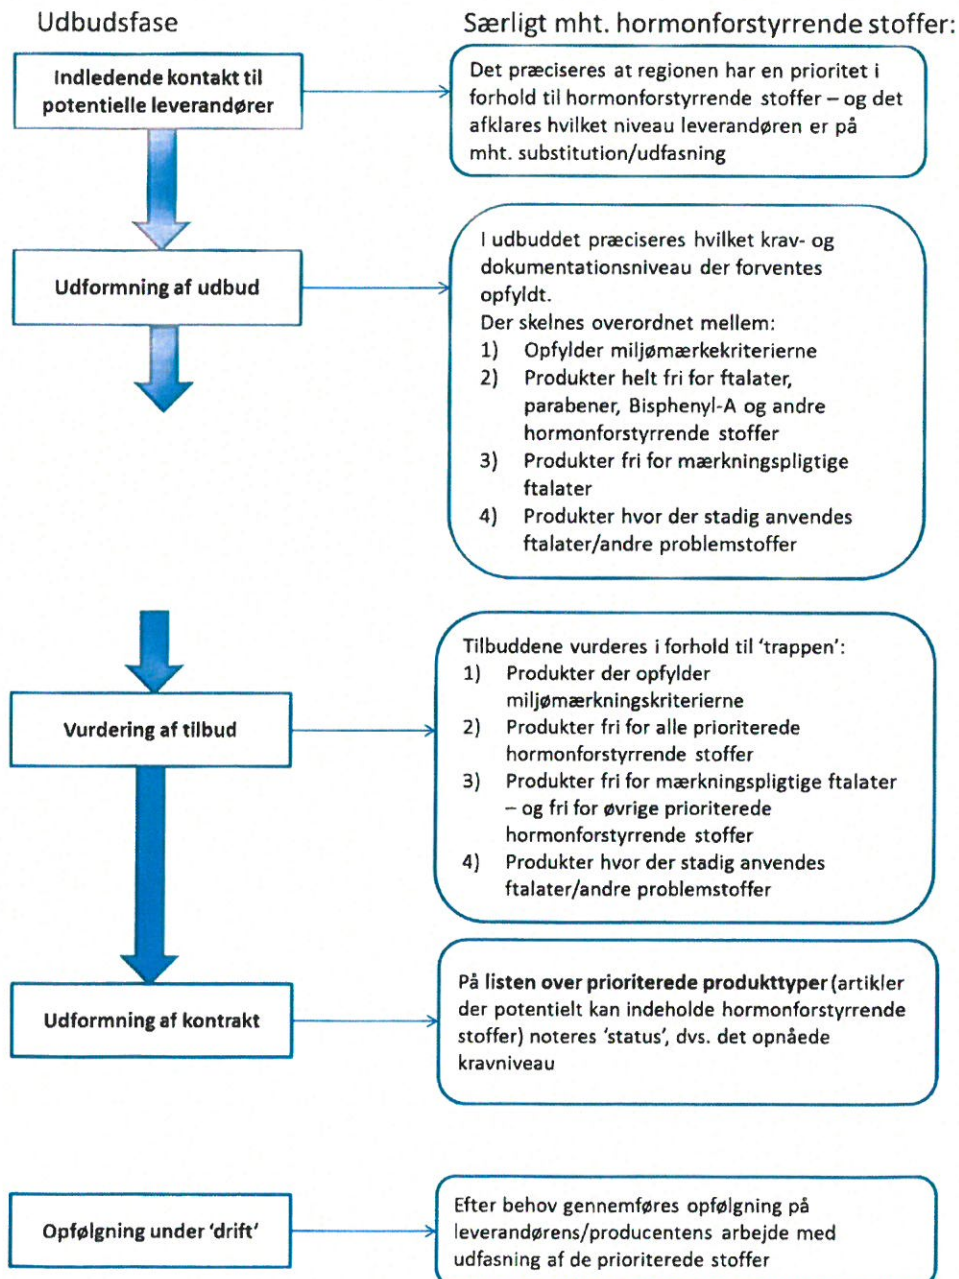 Udbudsfase
Særligt mht. hormonforstyrrende stoffer:
Indledende kontakt til
potentielle leverandører
Det præciseres at regionen har en prioritet i
forhold til hormonforstyrrende stoffer – og det
afklares hvilket niveau leverandøren er på
mht. substitution/udfasning
Udformning af udbud
I udbuddet præciseres hvilket krav- og
dokumentationsniveau der forventes
opfyldt.
Der skelnes overordnet mellem:
1) Opfylder miljømærkekriterierne
2) Produkter helt fri for ftalater,
parabener, Bisphenyl-A og andre
hormonforstyrrende stoffer
3) Produkter fri for mærkningspligtige
ftalater
4) Produkter hvor der stadig anvendes
ftalater/andre problemstoffer
Vurdering af tilbud
Tilbuddene vurderes i forhold til 'trappen':
1) Produkter der opfylder
miljømærkningskriterierne
2) Produkter fri for alle prioriterede
hormonforstyrrende stoffer
3) Produkter fri for mærkningspligtige ftalater
– og fri for øvrige prioriterede
hormonforstyrrende stoffer
4) Produkter hvor der stadig anvendes
ftalater/andre problemstoffer
Udformning af kontrakt
På listen over prioriterede produkttyper (artikler
der potentielt kan indeholde hormonforstyrrende
stoffer) noteres 'status', dvs. det opnåede
kravniveau
Opfølgning under 'drift'
Efter behov gennemføres opfølgning på
leverandørens/producentens arbejde med
udfasning af de prioriterede stoffer